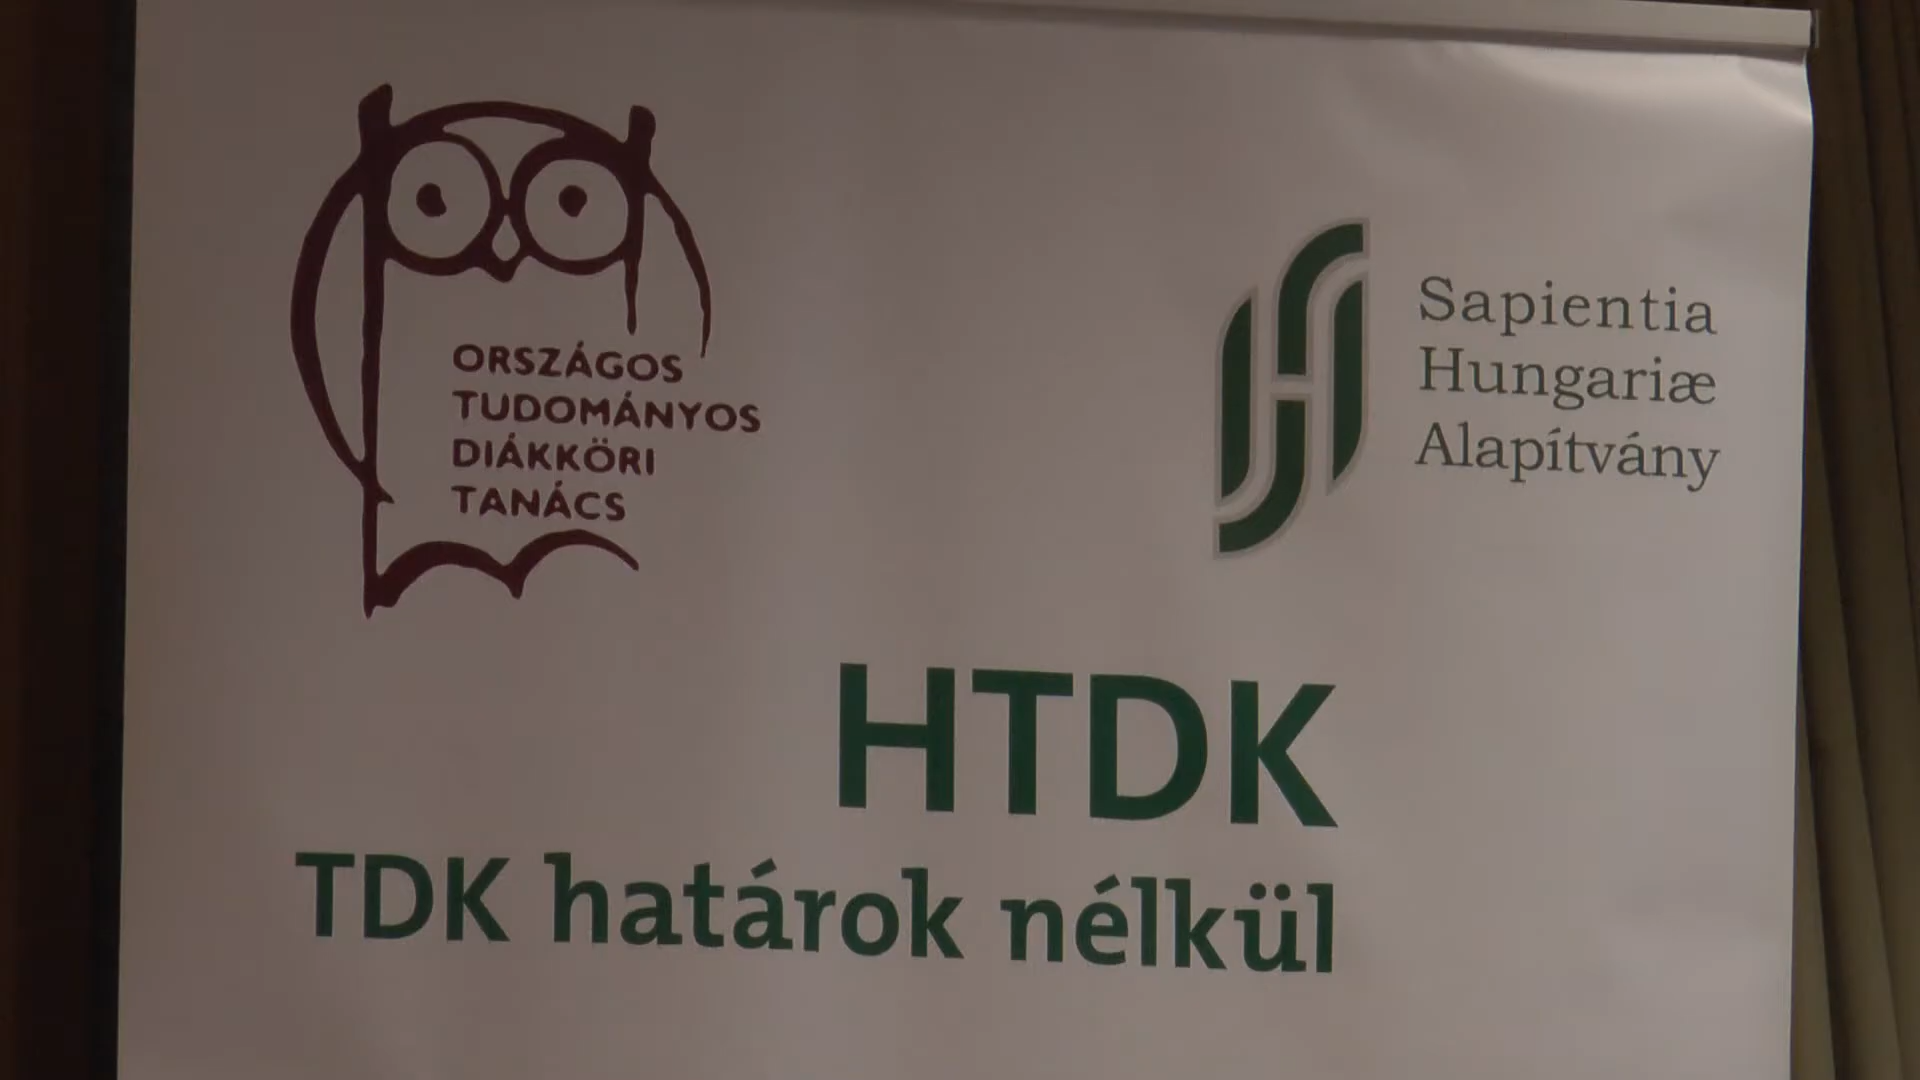 ORSZÁGOS
TUDOMÁNYOS
DIÁKKÖRI
TANÁCS
Sapientia
Hungariæ
Alapítvány
HTDK
TDK határok nélkül